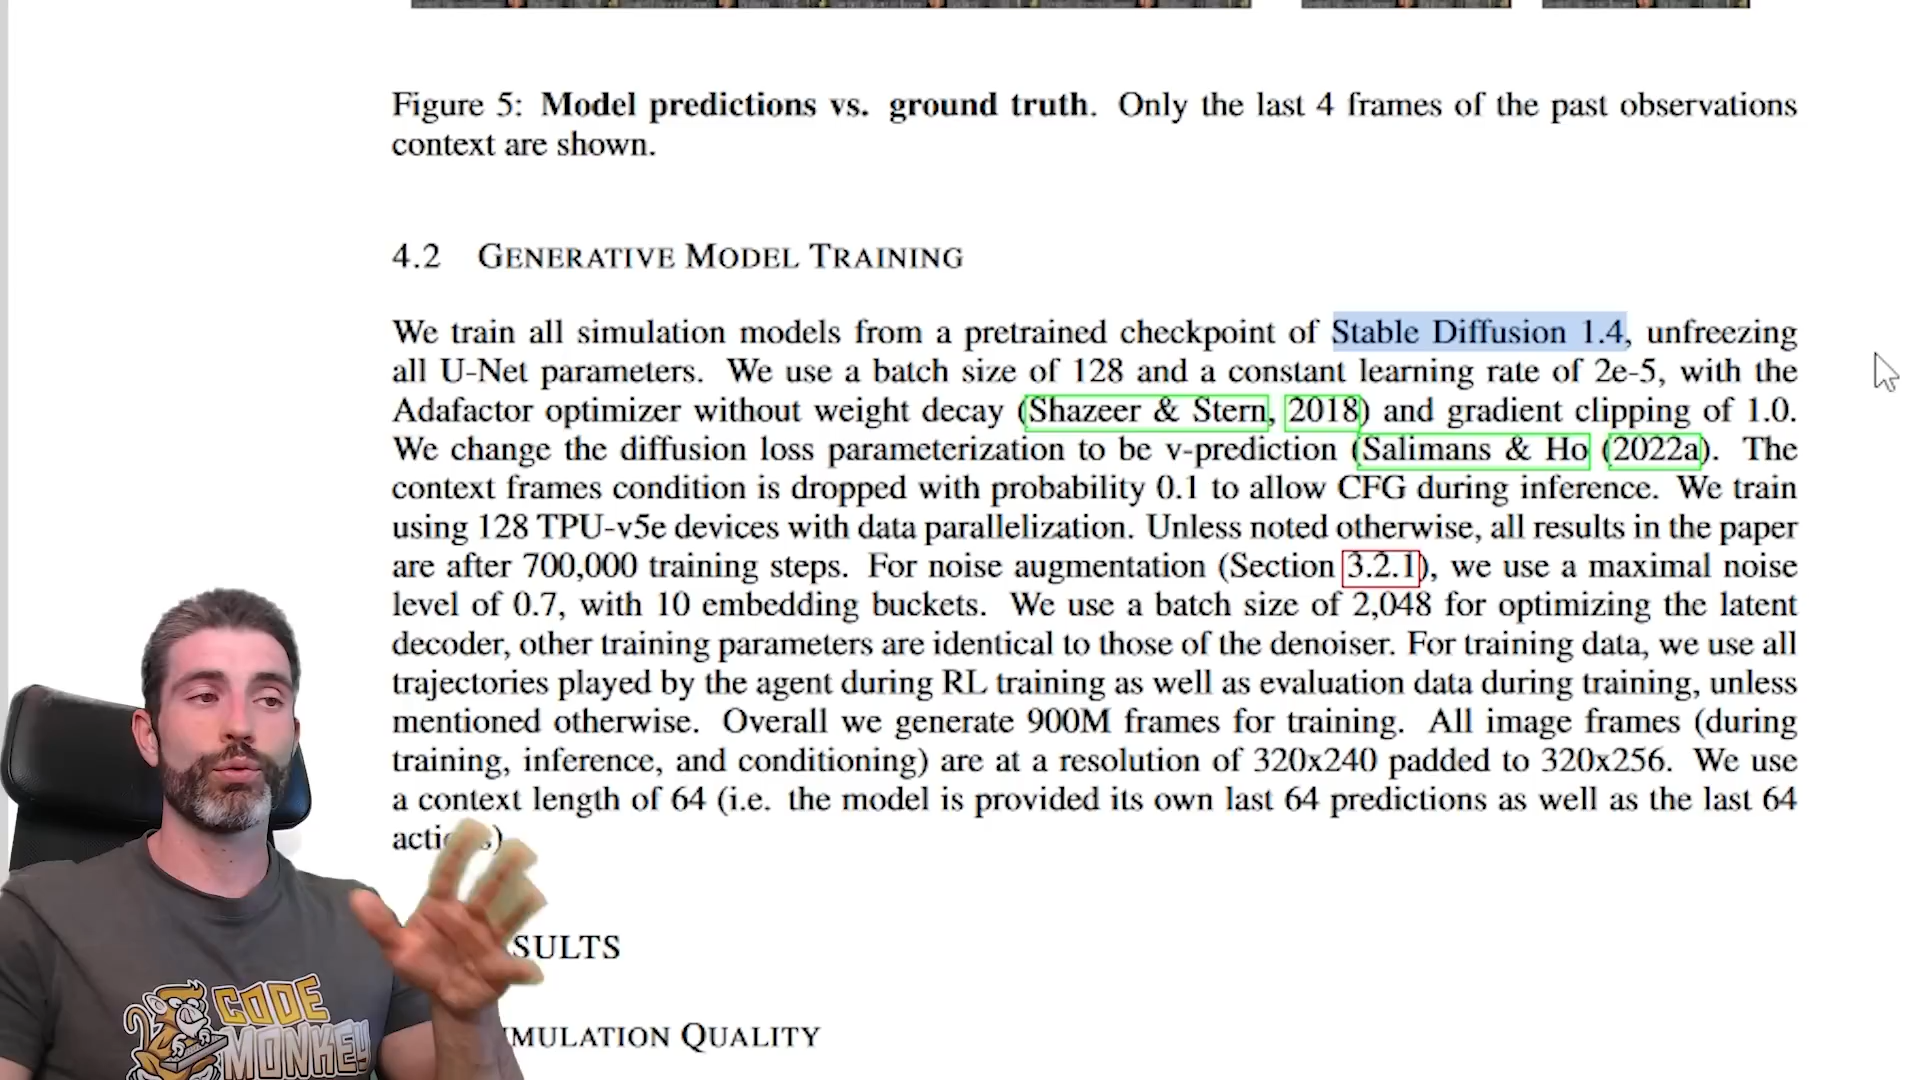 Figure 5: Model predictions vs. ground truth. Only the last 4 frames of the past observations
context are shown.
4.2 GENERATIVE MODEL TRAINING
We train all simulation models from a pretrained checkpoint of Stable Diffusion 1.4, unfreezing
all U-Net parameters. We use a batch size of 128 and a constant learning rate of 2e-5, with the
Adafactor optimizer without weight decay (Shazeer & Stern, 2018) and gradient clipping of 1.0.
We change the diffusion loss parameterization to be v-prediction (Salimans & Ho (2022a). The
context frames condition is dropped with probability 0.1 to allow CFG during inference. We train
using 128 TPU-v5e devices with data parallelization. Unless noted otherwise, all results in the paper
are after 700,000 training steps. For noise augmentation (Section 3.2.1), we use a maximal noise
level of 0.7, with 10 embedding buckets. We use a batch size of 2,048 for optimizing the latent
decoder, other training parameters are identical to those of the denoiser. For training data, we use all
trajectories played by the agent during RL training as well as evaluation data during training, unless
mentioned otherwise. Overall we generate 900M frames for training. All image frames (during
training, inference, and conditioning) are at a resolution of 320x240 padded to 320x256. We use
a context length of 64 (i.e. the model is provided its own last 64 predictions as well as the last 64
SULTS
MULATION QUALITY
CODE
MONKEY